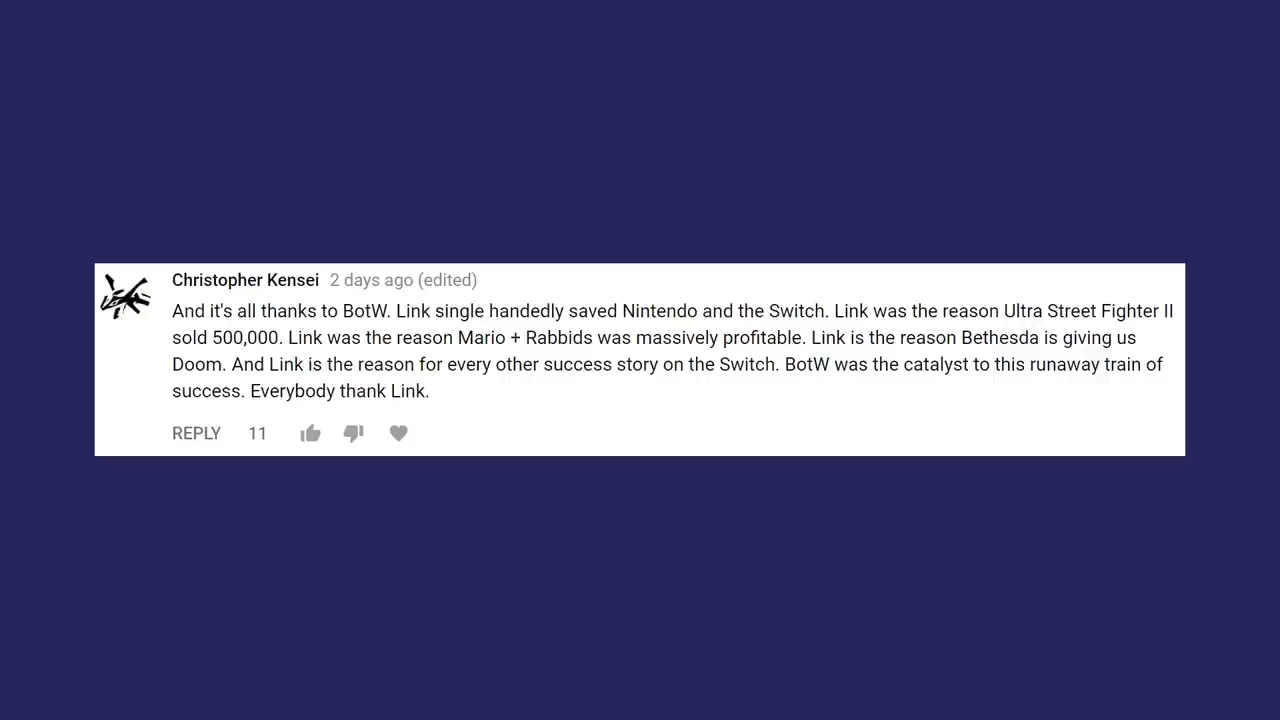 Christopher Kensei 2 days ago (edited)
And it's all thanks to BotW. Link single handedly saved Nintendo and the Switch. Link was the reason Ultra Street Fighter II
sold 500,000. Link was the reason Mario + Rabbids was massively profitable. Link is the reason Bethesda is giving us
Doom. And Link is the reason for every other success story on the Switch. BotW was the catalyst to this runaway train of
success. Everybody thank Link.
REPLY 11